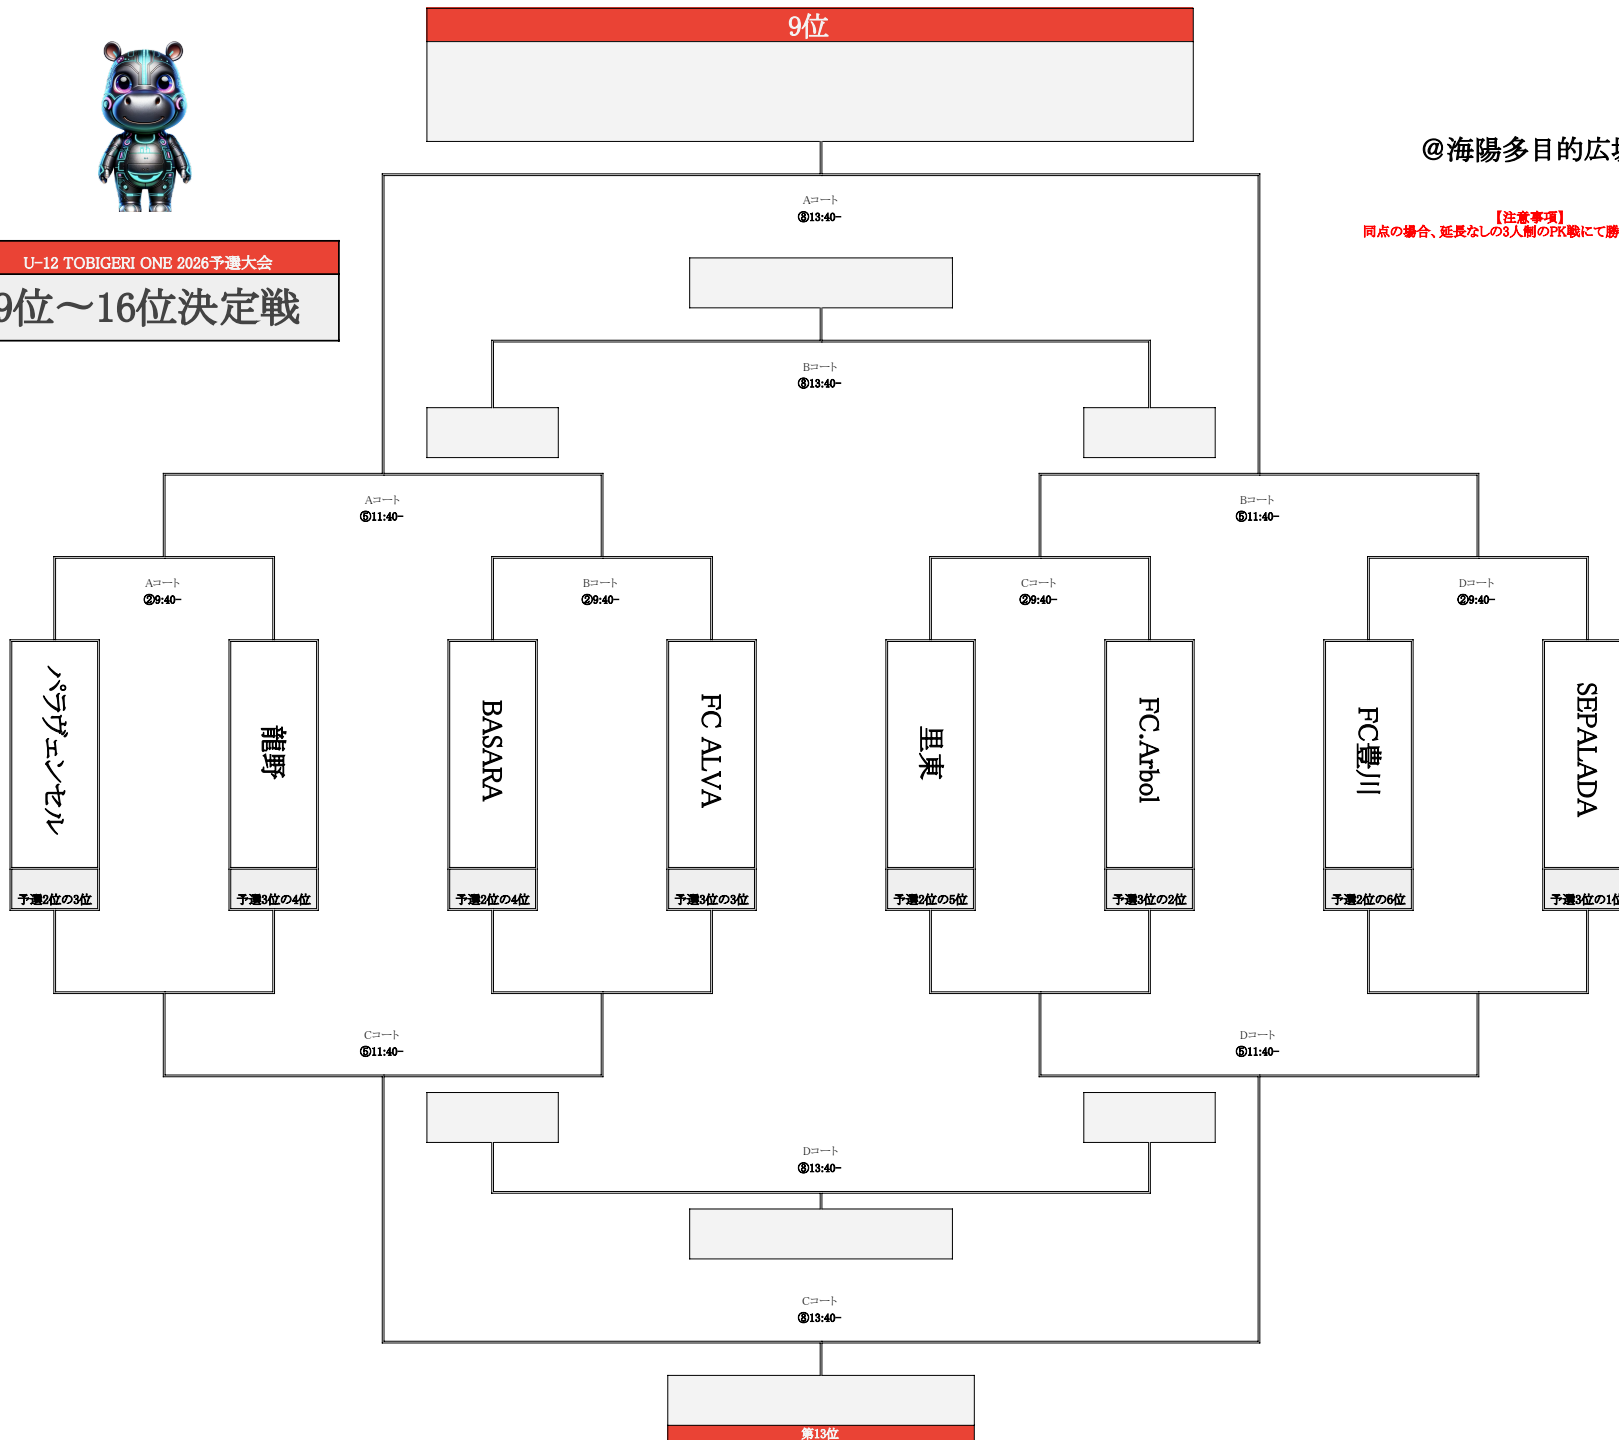 9位
@海陽多目的広場
【注意事項】
同点の場合、延長なしの3人制のPK戦にて勝
U-12 TOBIGERI ONE 2026予選大会
9位～16位決定戦
Aコート
⑧13:40-
Bコート
⑧13:40-
Aコート
⑤11:40-
Bコート
⑤11:40-
Aコート
②9:40-
Bコート
②9:40-
Cコート
②9:40-
Dコート
②9:40-
パラヴェンセル
龍野
BASARA
FC ALVA
里東
FC.Arbol
FC豊川
SEPALADA
予選2位の3位
予選3位の4位
予選2位の4位
予選3位の3位
予選2位の5位
予選3位の2位
予選2位の6位
予選3位の1位
Cコート
⑤11:40-
Dコート
⑤11:40-
Dコート
⑧13:40-
Cコート
⑧13:40-
第13位